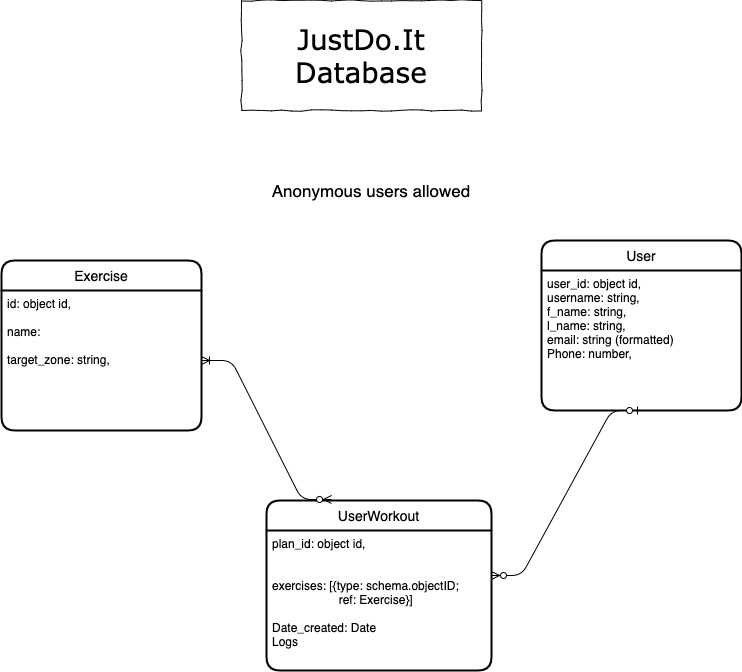 JustDo.It
Database
Anonymous users allowed
Exercise
id: object id,
name:
target_zone: string,
User
user_id: object id,
username: string,
f_name: string,
l_name: string,
email: string (formatted)
Phone: number,
UserWorkout
plan_id: object id,
exercises: [{type: schema.objectID;
ref: Exercise}]
Date_created: Date
Logs